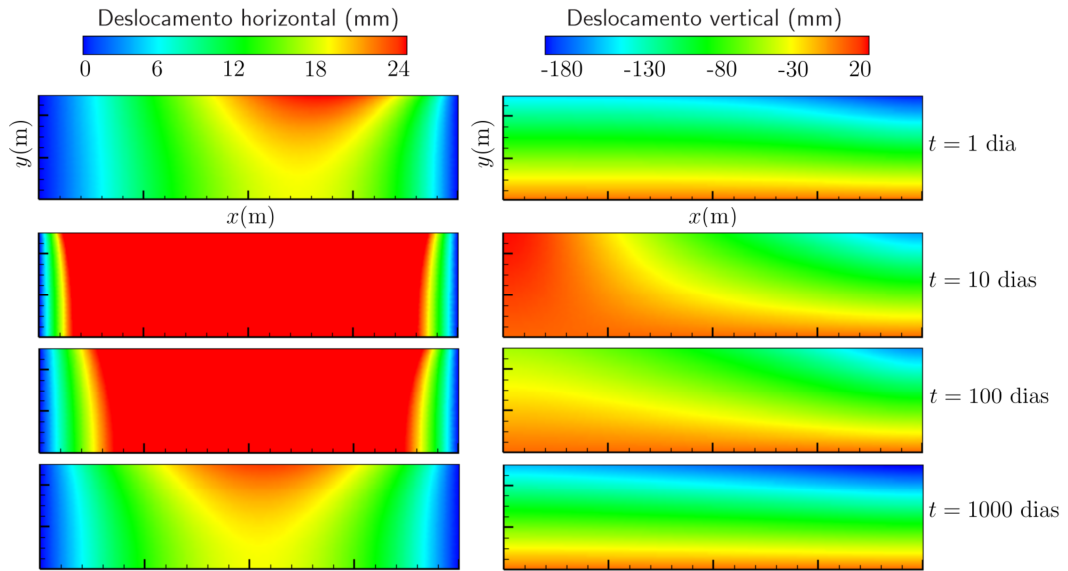 Deslocamento horizontal (mm)
Deslocamento vertical (mm)
0 6 12 18 24
-180 -130 -80 -30 20
y(m)
y(m)
t = 1 dia
x(m)
x(m)
t = 10 dias
t = 100 dias
t = 1000 dias